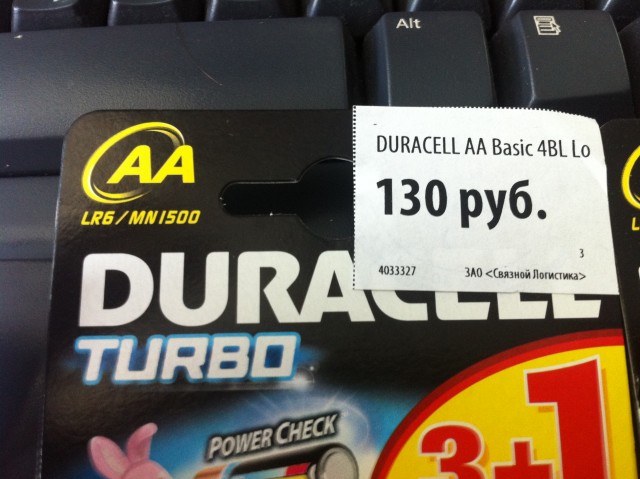 Alt
DURACELL AA Basic 4BL Lo
130 руб.
3
4033327 ЗАО <Связной Логистика>
AA
LR6/MN1500
DURACELL
TURBO
POWER CHECK
3+1